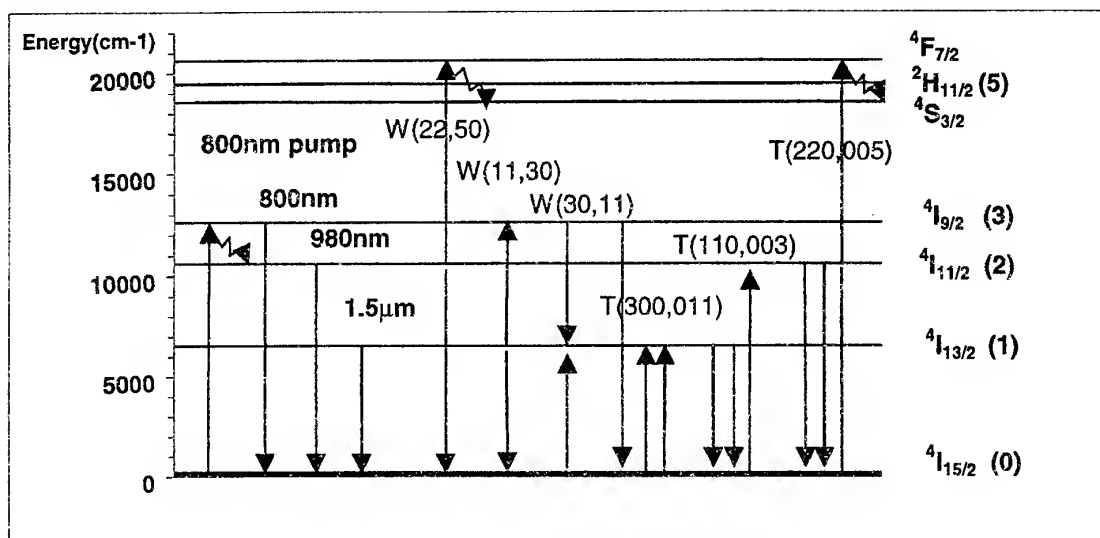 Energy(cm-1)
20000
15000
10000
5000
0
800nm pump
800nm
980nm
1.5μm
W(22,50)
W(11,30)
W(30,11)
T(300,011)
T(110,003)
T(220,005)
⁴F₇/₂
²H₁₁/₂ (5)
⁴S₃/₂
⁴I₉/₂ (3)
⁴I₁₁/₂ (2)
⁴I₁₃/₂ (1)
⁴I₁₅/₂ (0)